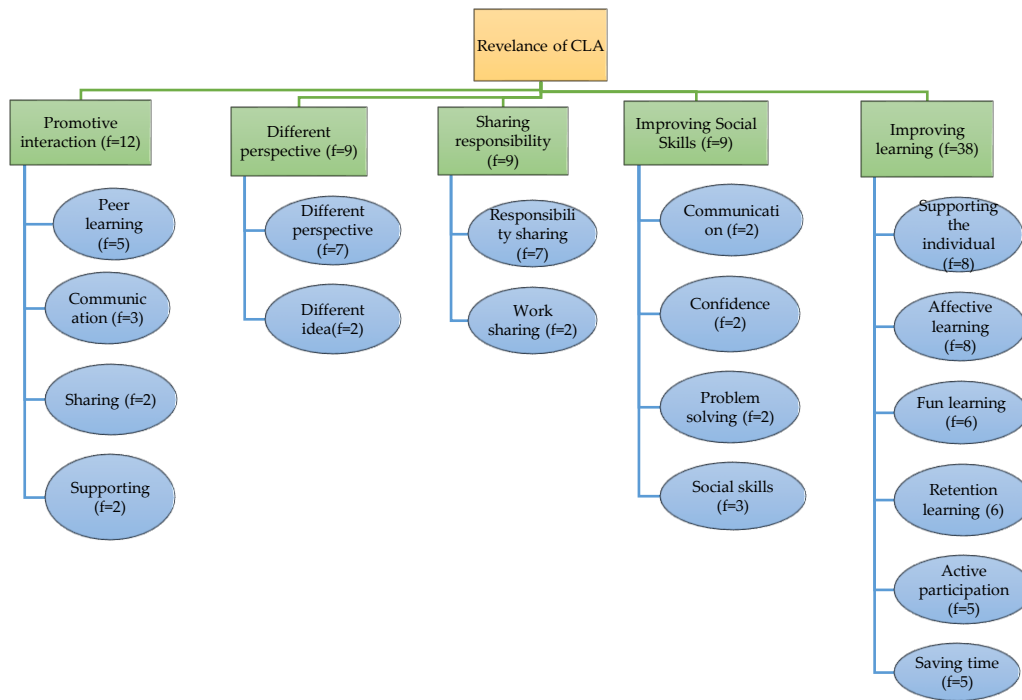 Revelance of CLA
Promotive
interaction (f=12)
Peer
learning
(f=5)
Communic
ation (f=3)
Sharing (f=2)
Supporting
(f=2)
Different
perspective (f=9)
Different
perspective
(f=7)
Different
idea(f=2)
Sharing
responsibility
(f=9)
Responsibili
ty sharing
(f=7)
Work
sharing (f=2)
Improving Social
Skills (f=9)
Communicati
on (f=2)
Confidence
(f=2)
Problem
solving (f=2)
Social skills
(f=3)
Improving
learning (f=38)
Supporting
the
individual
(f=8)
Affective
learning
(f=8)
Fun learning
(f=6)
Retention
learning (6)
Active
participation
(f=5)
Saving time
(f=5)